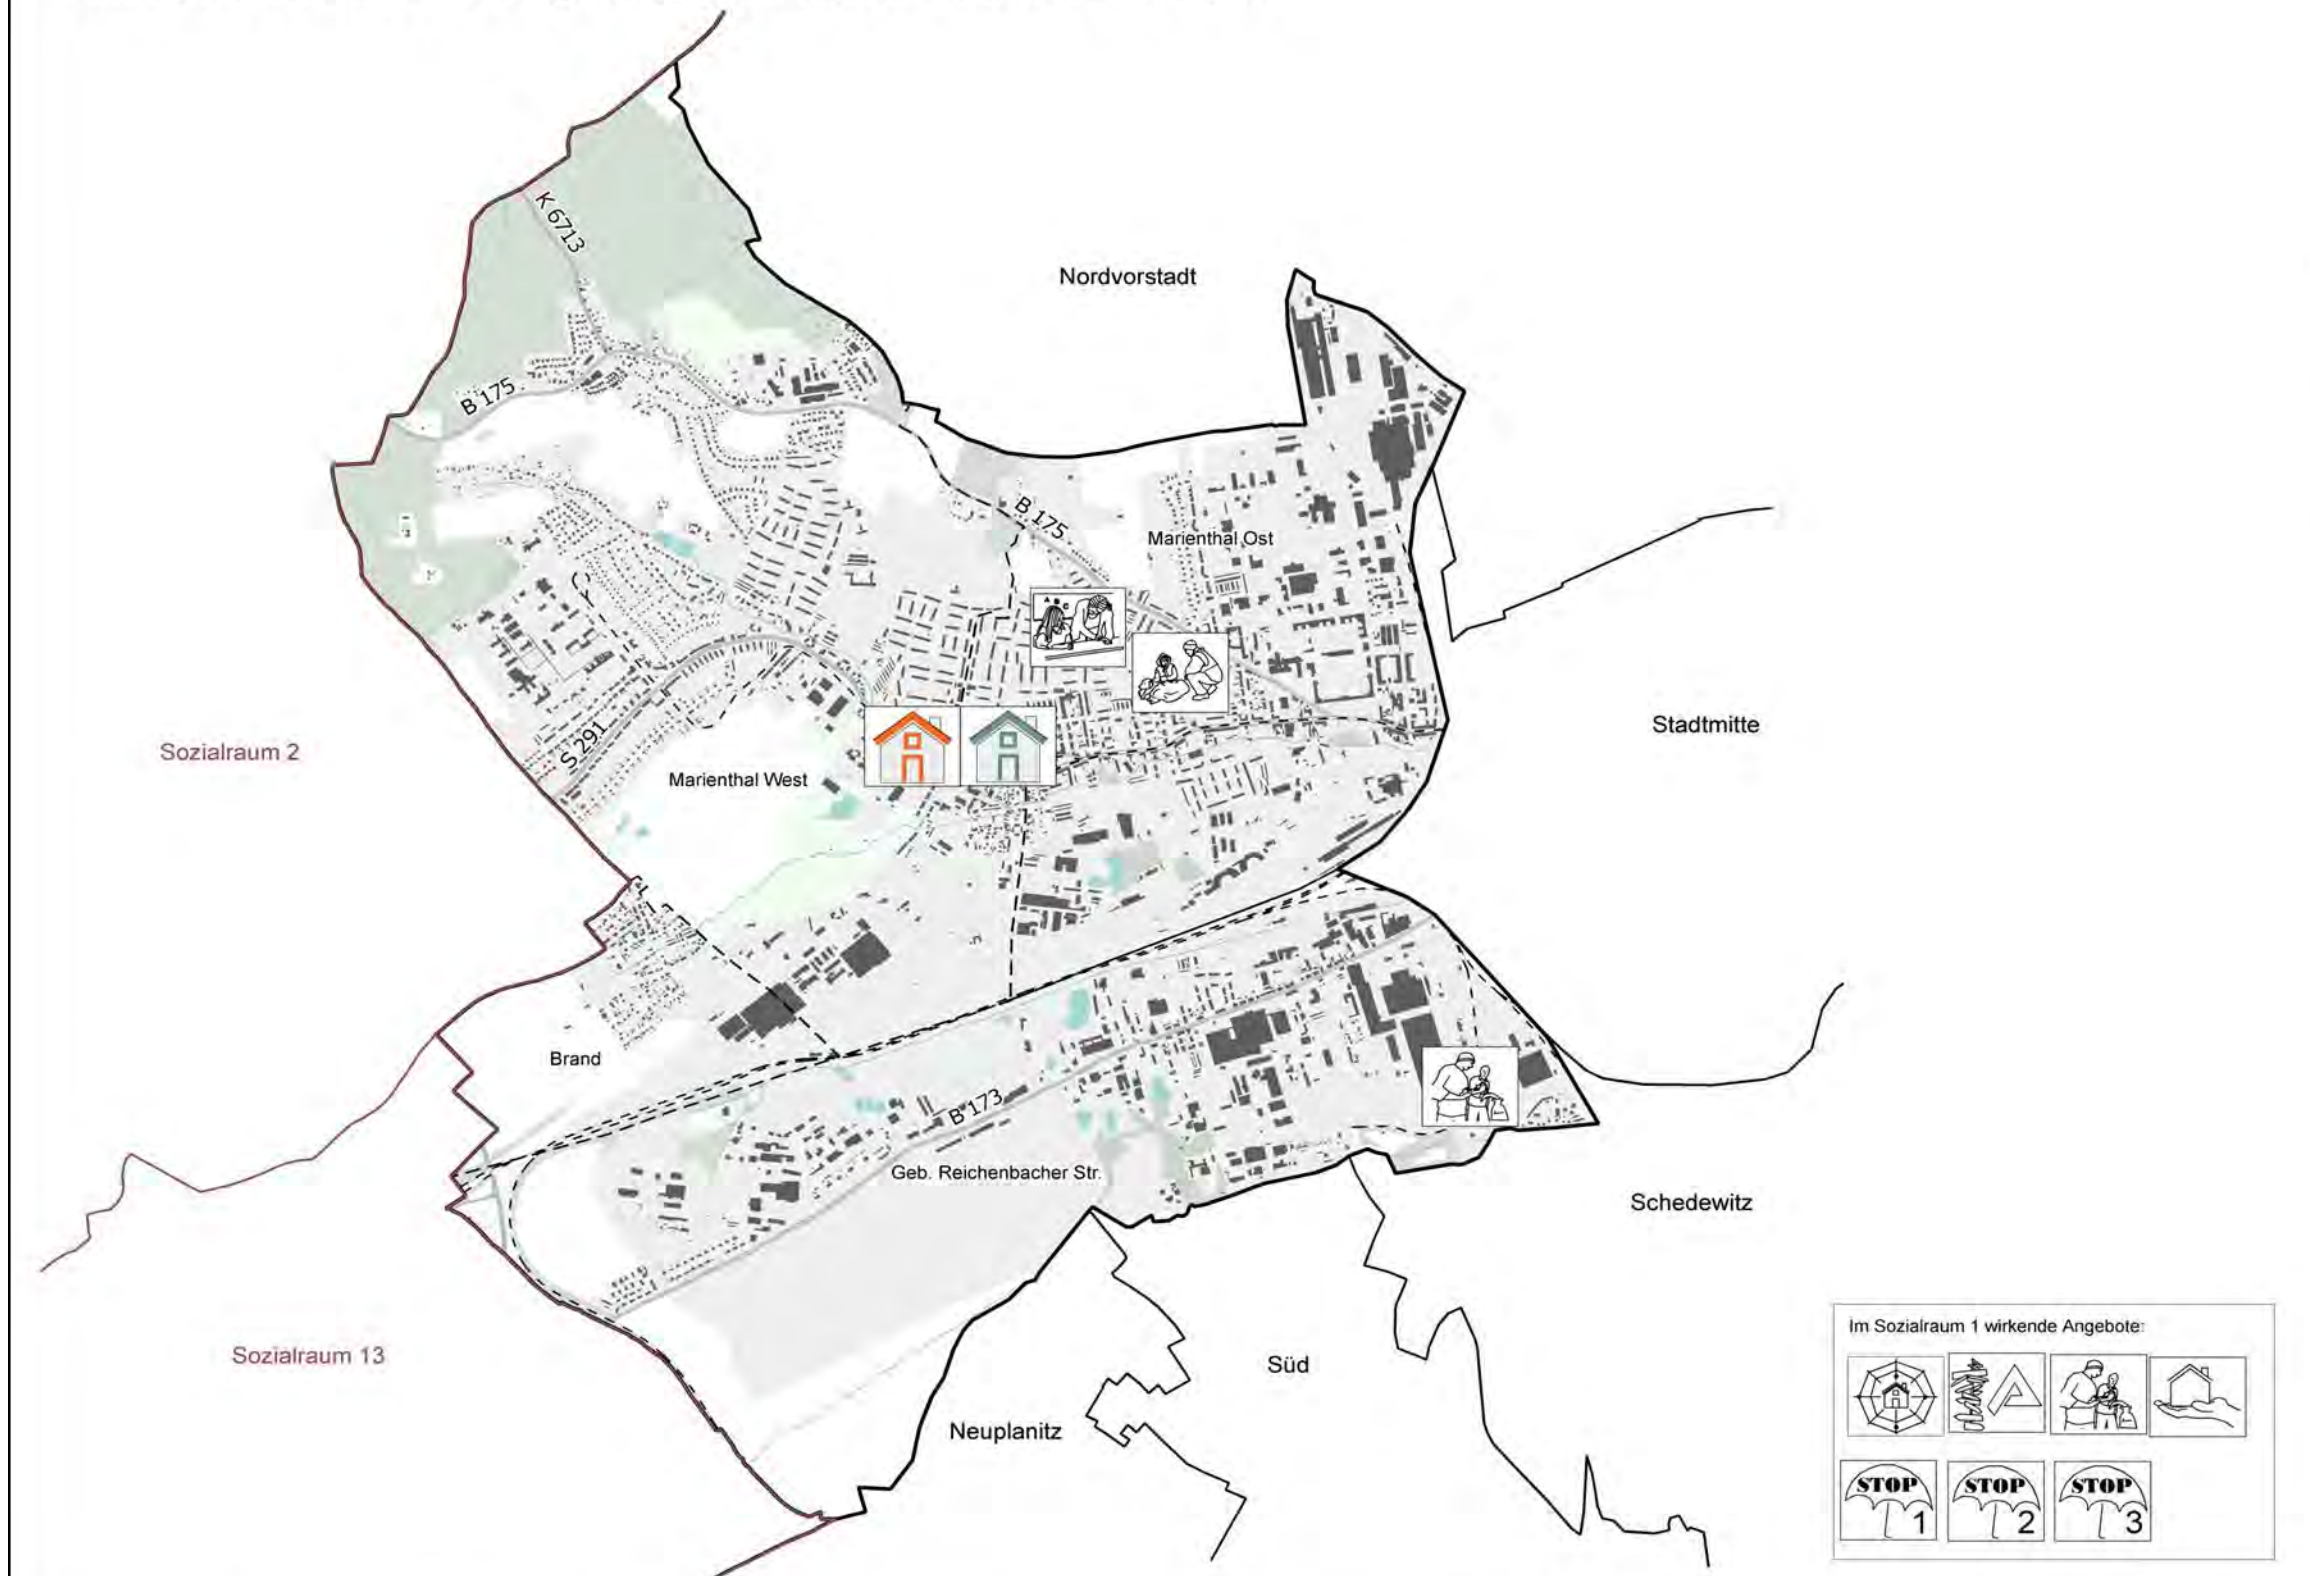 K 6713
Nordvorstadt
B 175
B 175
Marienthal Ost
A B C
Stadtmitte
Sozialraum 2
S 291
Marienthal West
Brand
B 173
Geb. Reichenbacher Str.
Schedewitz
Sozialraum 13
Süd
Neuplanitz
Im Sozialraum 1 wirkende Angebote:
STOP 1
STOP 2
STOP 3